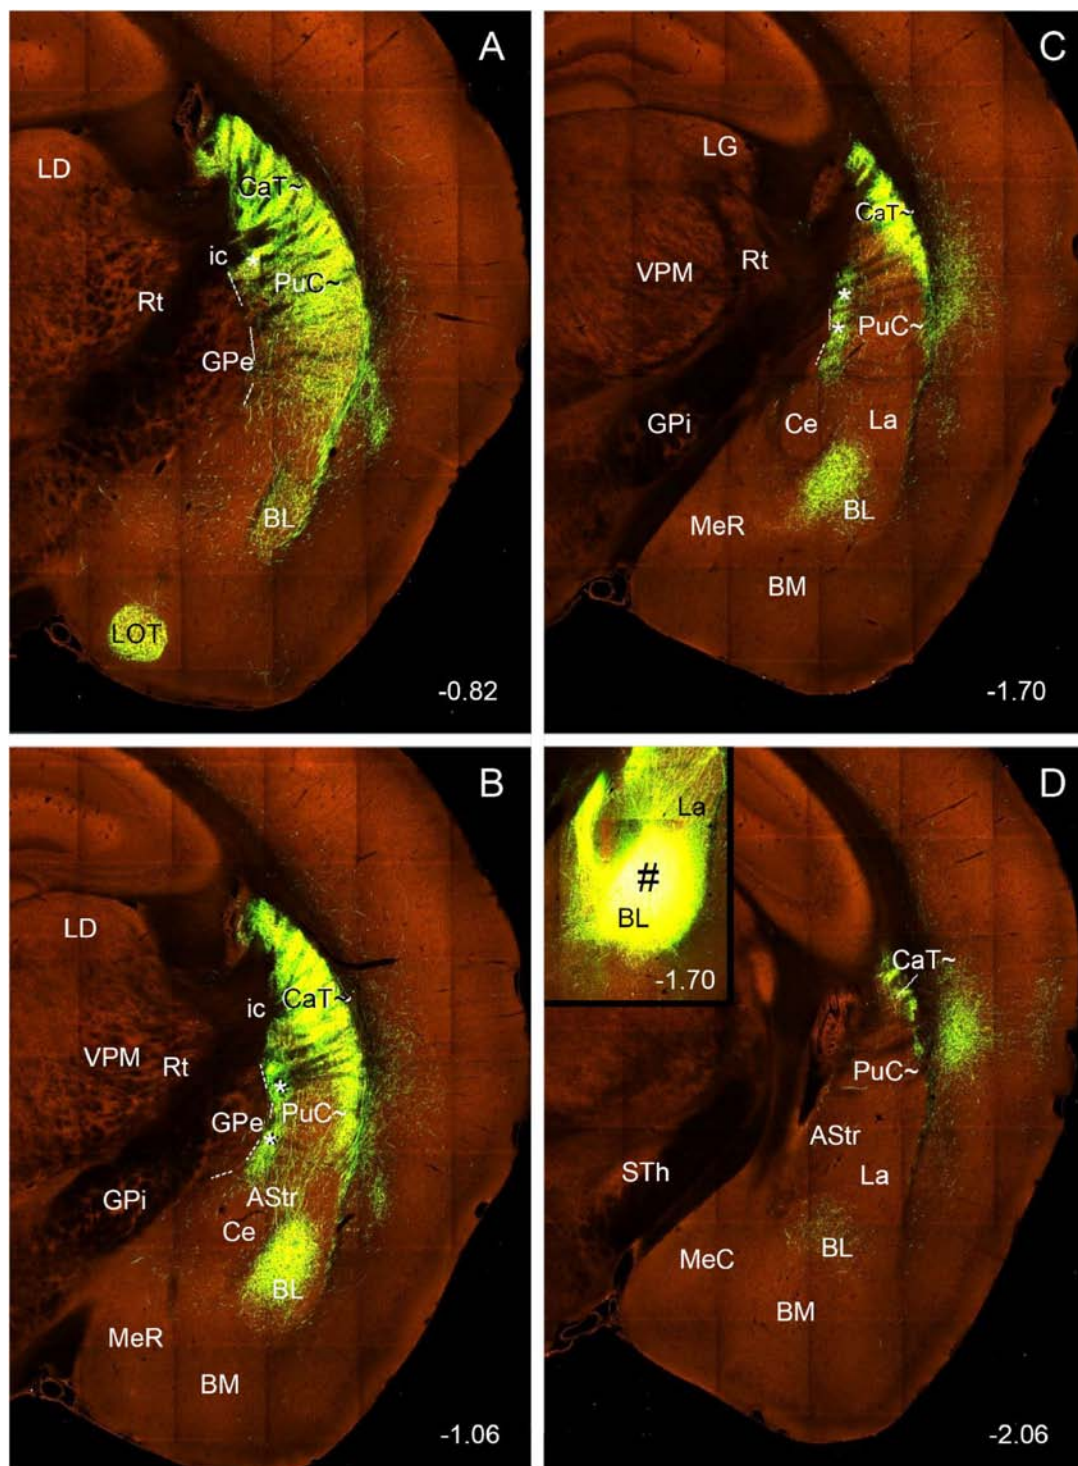 A
LD
CaT~
ic
*
PuC~
Rt
GPe
BL
LOT
-0.82
C
LG
CaT~
VPM
Rt
*
*
PuC~
GPi
Ce
La
MeR
BL
BM
-1.70
B
LD
ic
CaT~
VPM
Rt
*
GPe
PuC~
*
GPi
AStr
Ce
BL
MeR
BM
-1.06
D
La
#
BL
-1.70
CaT~
PuC~
AStr
STh
La
MeC
BL
BM
-2.06